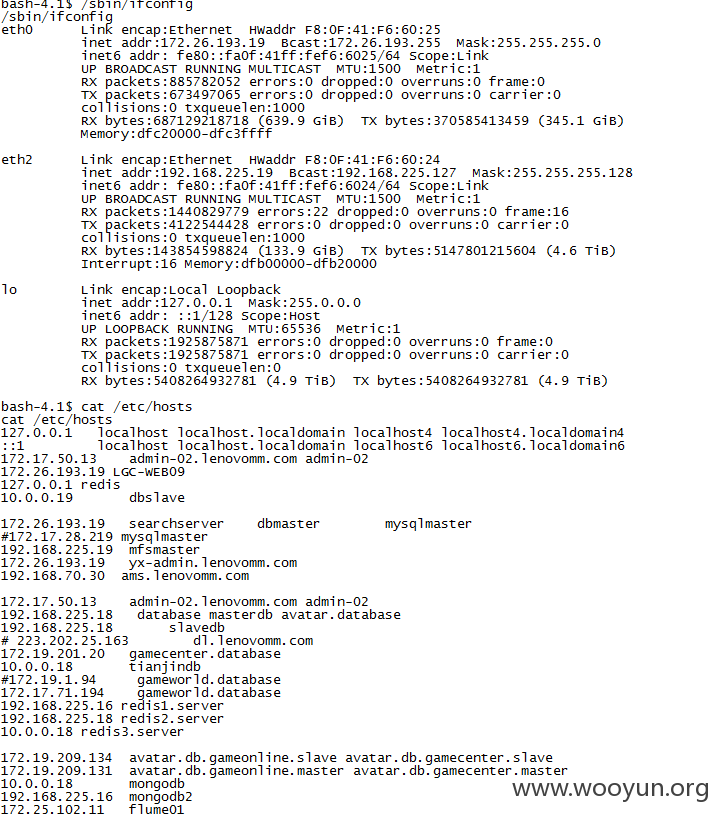 bash-4.1$ /sbin/ifconfig
/sbin/ifconfig
eth0      Link encap:Ethernet  HWaddr F8:0F:41:F6:60:25
          inet addr:172.26.193.19  Bcast:172.26.193.255  Mask:255.255.255.0
          inet6 addr: fe80::fa0f:41ff:fef6:6025/64 Scope:Link
          UP BROADCAST RUNNING MULTICAST  MTU:1500  Metric:1
          RX packets:885782052 errors:0 dropped:0 overruns:0 frame:0
          TX packets:673497065 errors:0 dropped:0 overruns:0 carrier:0
          collisions:0 txqueuelen:1000
          RX bytes:687129218718 (639.9 GiB)  TX bytes:370585413459 (345.1 GiB)
          Memory:dfc20000-dfc3ffff
eth2      Link encap:Ethernet  HWaddr F8:0F:41:F6:60:24
          inet addr:192.168.225.19  Bcast:192.168.225.127  Mask:255.255.255.128
          inet6 addr: fe80::fa0f:41ff:fef6:6024/64 Scope:Link
          UP BROADCAST RUNNING MULTICAST  MTU:1500  Metric:1
          RX packets:1440829779 errors:22 dropped:0 overruns:0 frame:16
          TX packets:4122544428 errors:0 dropped:0 overruns:0 carrier:0
          collisions:0 txqueuelen:1000
          RX bytes:143854598824 (133.9 GiB)  TX bytes:5147801215604 (4.6 TiB)
          Interrupt:16 Memory:dfb00000-dfb20000
lo        Link encap:Local Loopback
          inet addr:127.0.0.1  Mask:255.0.0.0
          inet6 addr: ::1/128 Scope:Host
          UP LOOPBACK RUNNING  MTU:65536  Metric:1
          RX packets:1925875871 errors:0 dropped:0 overruns:0 frame:0
          TX packets:1925875871 errors:0 dropped:0 overruns:0 carrier:0
          collisions:0 txqueuelen:0
          RX bytes:5408264932781 (4.9 TiB)  TX bytes:5408264932781 (4.9 TiB)
bash-4.1$ cat /etc/hosts
cat /etc/hosts
127.0.0.1   localhost localhost.localdomain localhost4 localhost4.localdomain4
::1         localhost localhost.localdomain localhost6 localhost6.localdomain6
172.17.50.13    admin-02.lenovomm.com admin-02
172.26.193.19 LGC-WEB09
127.0.0.1 redis
10.0.0.19       dbslave
172.26.193.19   searchserver    dbmaster        mysqlmaster
#172.17.28.219 mysqlmaster
192.168.225.19  mfsmaster
172.26.193.19   yx-admin.lenovomm.com
192.168.70.30  ams.lenovomm.com
172.17.50.13    admin-02.lenovomm.com admin-02
192.168.225.18   database masterdb avatar.database
192.168.225.18       slavedb
# 223.202.25.163        dl.lenovomm.com
172.19.201.20   gamecenter.database
10.0.0.18       tianjindb
#172.19.1.94     gameworld.database
172.17.71.194    gameworld.database
192.168.225.16 redis1.server
192.168.225.18 redis2.server
10.0.0.18 redis3.server
172.19.209.134  avatar.db.gameonline.slave avatar.db.gamecenter.slave
172.19.209.131  avatar.db.gameonline.master avatar.db.gamecenter.master
10.0.0.18       mongodb
192.168.225.16  mongodb2
172.25.102.11   flume01
www.wooyun.org